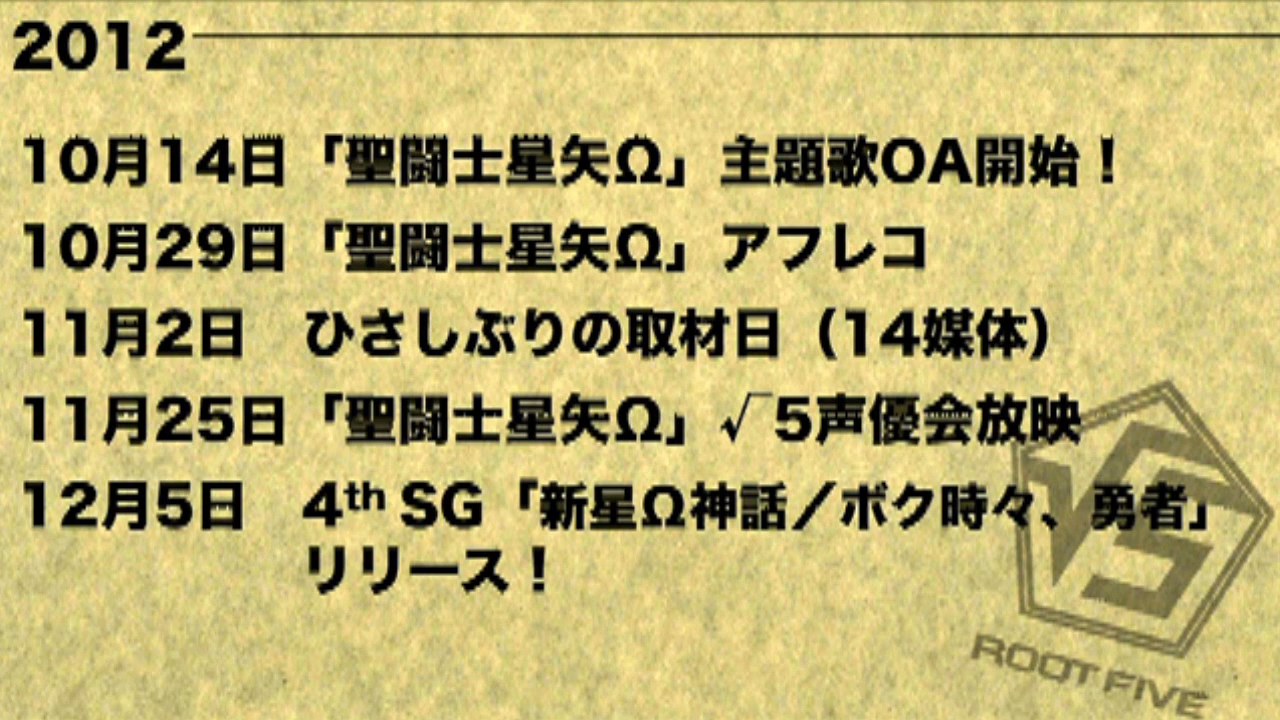 2012
10月14日「聖闘士星矢Ω」主題歌OA開始！
10月29日「聖闘士星矢Ω」アフレコ
11月2日　ひさしぶりの取材日（14媒体）
11月25日「聖闘士星矢Ω」√5声優会放映
12月5日　4th SG「新星Ω神話／ボク時々、勇者」
リリース！
√5
ROOT FIVE